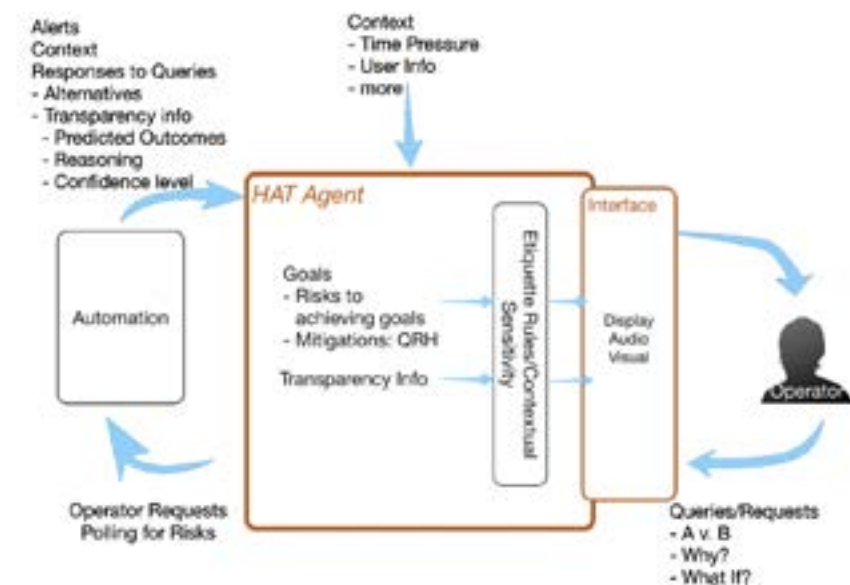 Alerts
Context
Responses to Queries
- Alternatives
- Transparency info
- Predicted Outcomes
- Reasoning
- Confidence level
Context
- Time Pressure
- User Info
- more
HAT Agent
Interface
Automation
Goals
- Risks to
achieving goals
- Mitigations: QRH
Transparency Info
Etiquette Rules/Contextual
Sensitivity
Display
Audio
Visual
Operator
Operator Requests
Polling for Risks
Queries/Requests
- A v. B
- Why?
- What If?